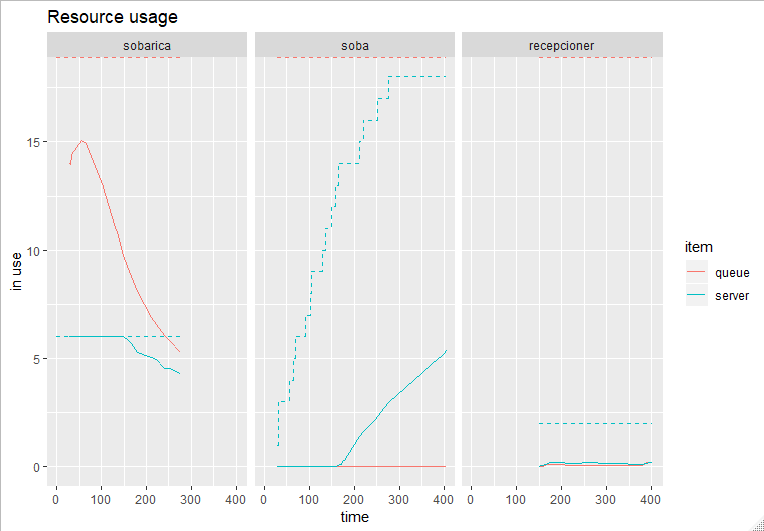 Resource usage
sobarica soba recepcioner
15
10
5
0
in use
0 100 200 300 400 0 100 200 300 400 0 100 200 300 400
time
item
queue
server